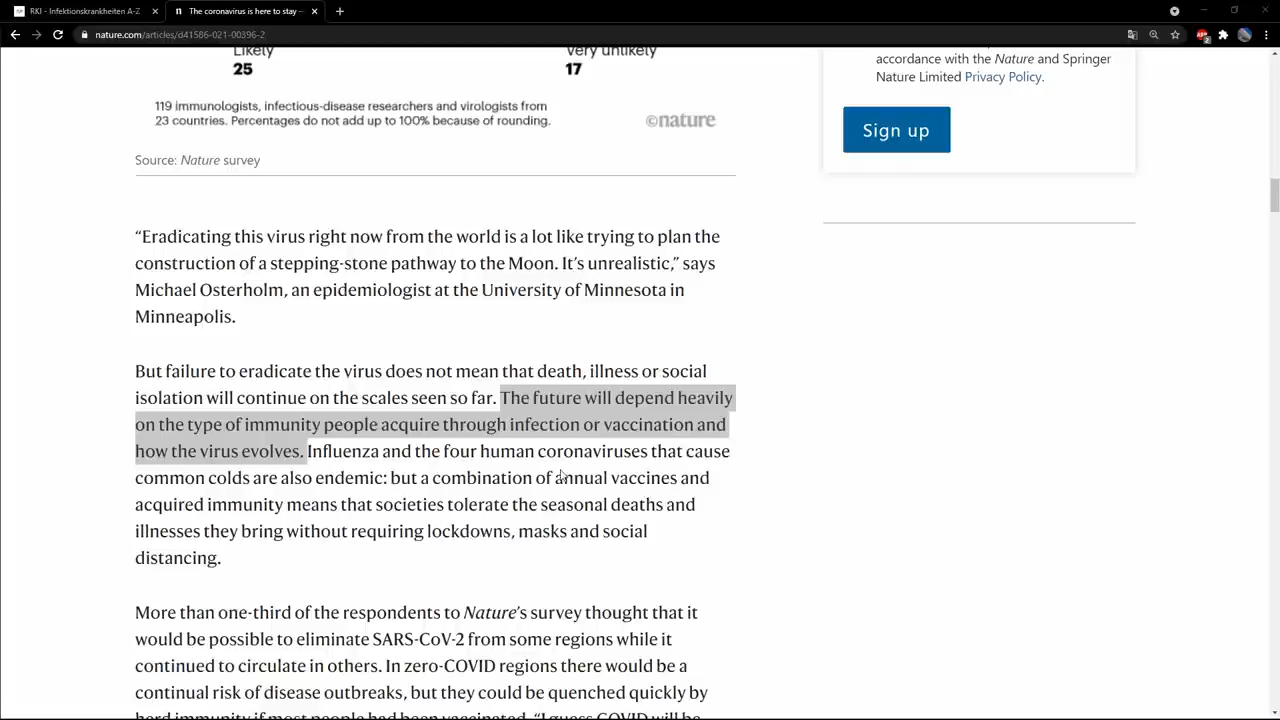 RKI - Infektionskrankheiten A-Z
The coronavirus is here to stay —
nature.com/articles/d41586-021-00396-2
Likely
25
Very unlikely
17
119 immunologists, infectious-disease researchers and virologists from
23 countries. Percentages do not add up to 100% because of rounding.
©nature
Source: Nature survey
accordance with the Nature and Springer
Nature Limited Privacy Policy.
Sign up
“Eradicating this virus right now from the world is a lot like trying to plan the
construction of a stepping-stone pathway to the Moon. It’s unrealistic,” says
Michael Osterholm, an epidemiologist at the University of Minnesota in
Minneapolis.
But failure to eradicate the virus does not mean that death, illness or social
isolation will continue on the scales seen so far. The future will depend heavily
on the type of immunity people acquire through infection or vaccination and
how the virus evolves. Influenza and the four human coronaviruses that cause
common colds are also endemic: but a combination of annual vaccines and
acquired immunity means that societies tolerate the seasonal deaths and
illnesses they bring without requiring lockdowns, masks and social
distancing.
More than one-third of the respondents to Nature’s survey thought that it
would be possible to eliminate SARS-CoV-2 from some regions while it
continued to circulate in others. In zero-COVID regions there would be a
continual risk of disease outbreaks, but they could be quenched quickly by
herd immunity if most people had been vaccinated. “I guess COVID will be